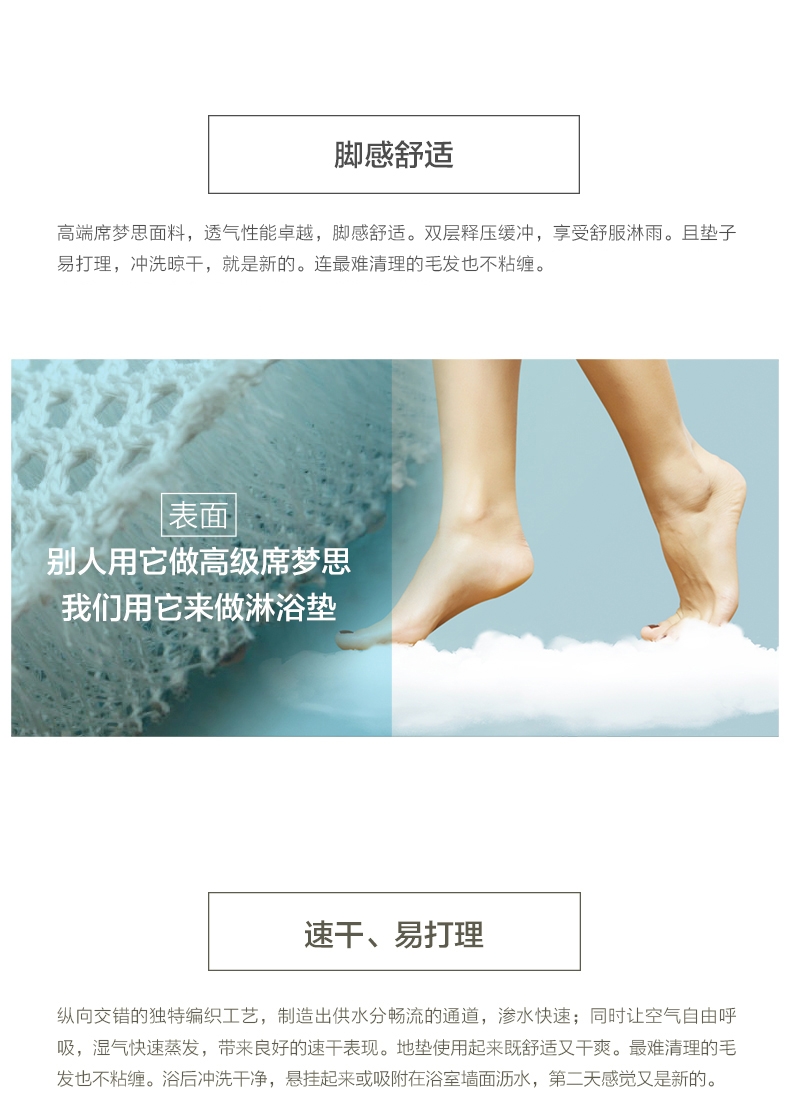 脚感舒适
高端席梦思面料，透气性能卓越，脚感舒适。双层释压缓冲，享受舒服淋雨。且垫子
易打理，冲洗晾干，就是新的。连最难清理的毛发也不粘缠。
表面
别人用它做高级席梦思
我们用它来做淋浴垫
速干、易打理
纵向交错的独特编织工艺，制造出供水分畅流的通道，渗水快速；同时让空气自由呼
吸，湿气快速蒸发，带来良好的速干表现。地垫使用起来既舒适又干爽。最难清理的毛
发也不粘缠。浴后冲洗干净，悬挂起来或吸附在浴室墙面沥水，第二天感觉又是新的。